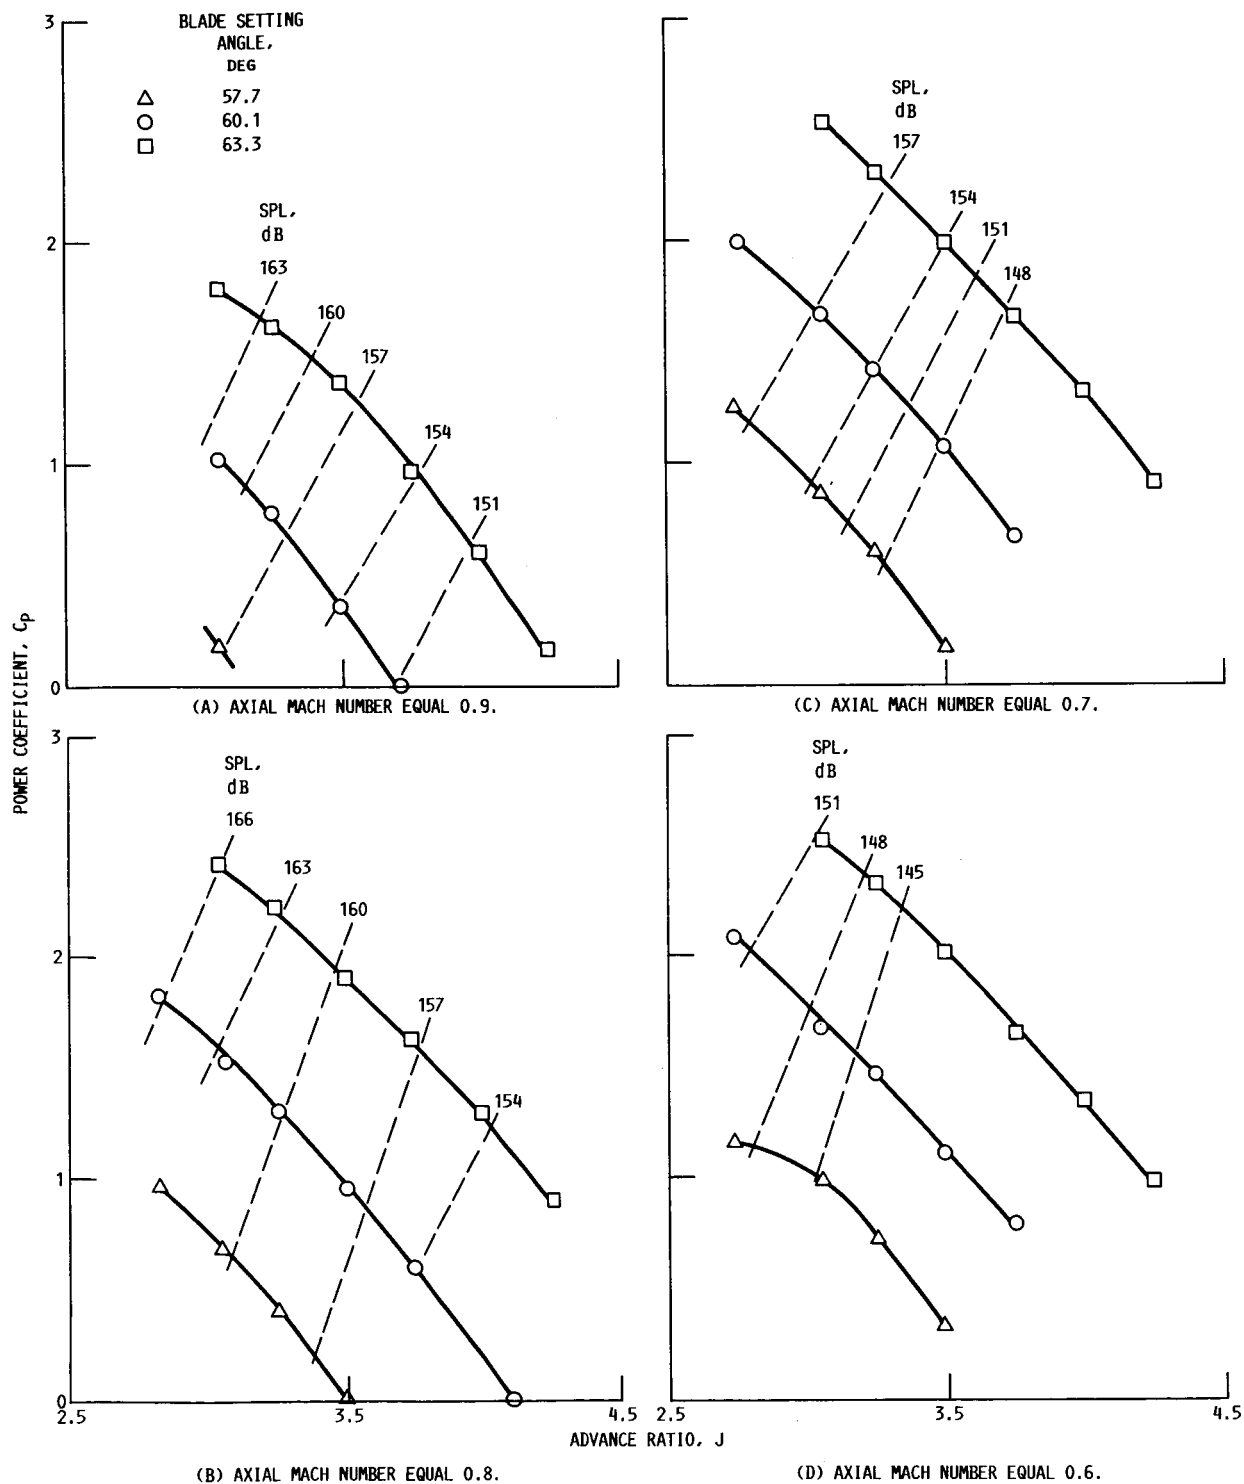 3
BLADE SETTING
ANGLE,
DEG
57.7
60.1
63.3
SPL,
dB
163
160
157
154
151
2
1
0
(A) AXIAL MACH NUMBER EQUAL 0.9.
SPL,
dB
157
154
151
148
(C) AXIAL MACH NUMBER EQUAL 0.7.
POWER COEFFICIENT, Cp
3
SPL,
dB
166
163
160
157
154
2
1
0
2.5
3.5
4.5
SPL,
dB
151
148
145
2.5
3.5
4.5
ADVANCE RATIO, J
(B) AXIAL MACH NUMBER EQUAL 0.8.
(D) AXIAL MACH NUMBER EQUAL 0.6.